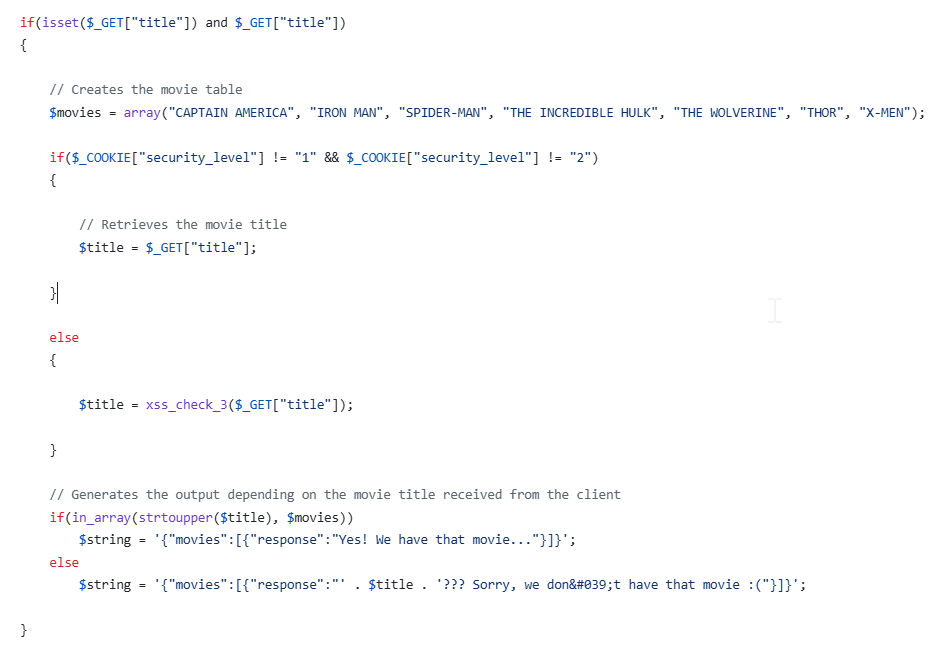 if(isset($_GET["title"]) and $_GET["title"])
{
// Creates the movie table
$movies = array("CAPTAIN AMERICA", "IRON MAN", "SPIDER-MAN", "THE INCREDIBLE HULK", "THE WOLVERINE", "THOR", "X-MEN");
if($_COOKIE["security_level"] != "1" && $_COOKIE["security_level"] != "2")
{
// Retrieves the movie title
$title = $_GET["title"];
}
else
{
$title = xss_check_3($_GET["title"]);
}
// Generates the output depending on the movie title received from the client
if(in_array(strtoupper($title), $movies))
$string = '{"movies":[{"response":"Yes! We have that movie..."}]}';
else
$string = '{"movies":[{"response":"' . $title . '??? Sorry, we don&#039;t have that movie :("}]}';
}